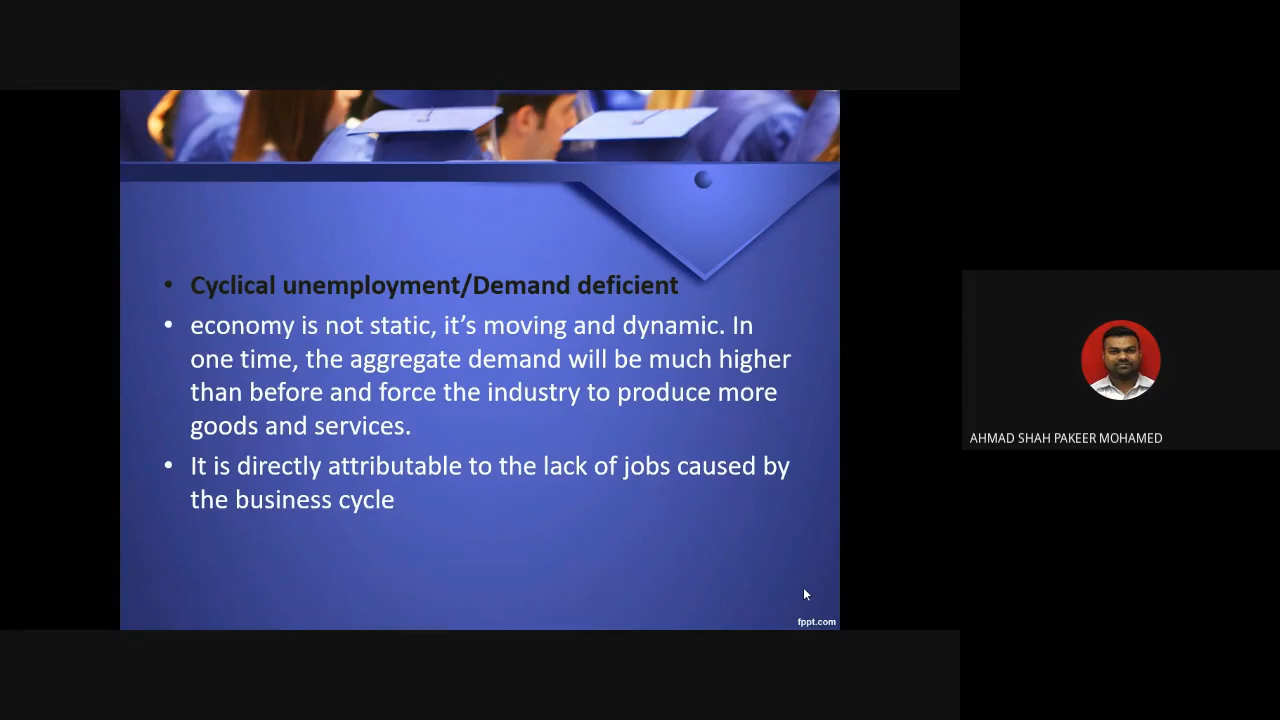 • Cyclical unemployment/Demand deficient
• economy is not static, it’s moving and dynamic. In
one time, the aggregate demand will be much higher
than before and force the industry to produce more
goods and services.
• It is directly attributable to the lack of jobs caused by
the business cycle
fppt.com
AHMAD SHAH PAKEER MOHAMED